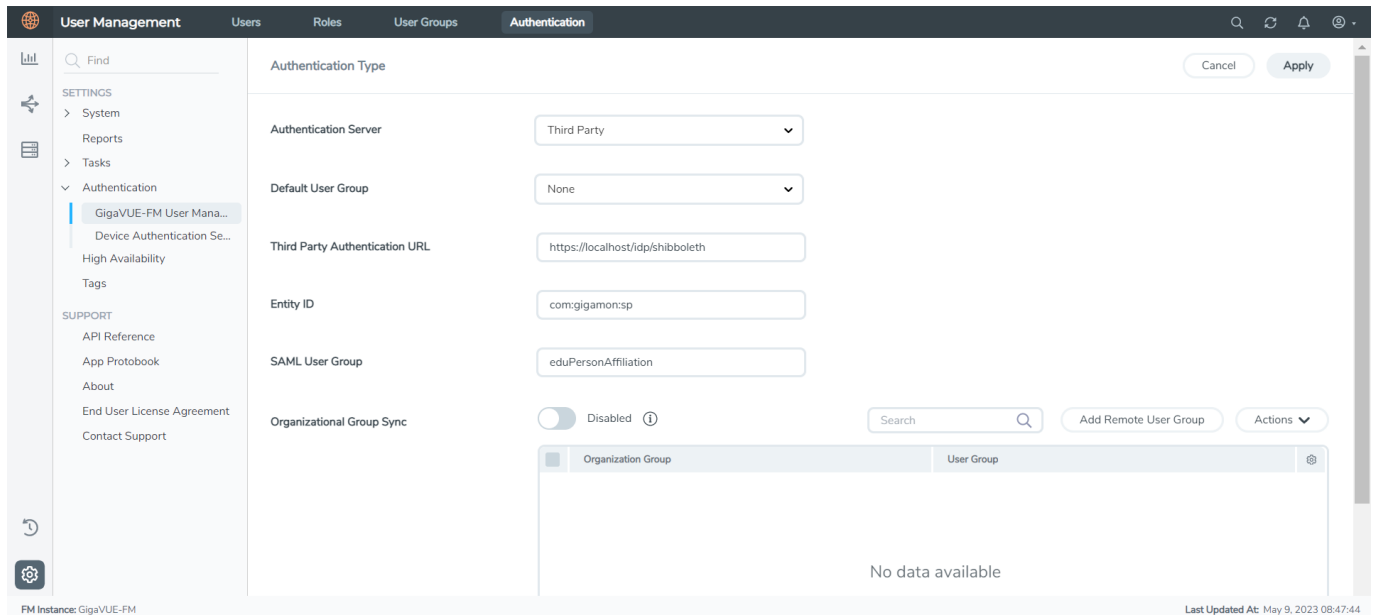 User Management Users Roles User Groups Authentication
Find
SETTINGS
System
Reports
Tasks
Authentication
GigaVUE-FM User Mana...
Device Authentication Se...
High Availability
Tags
SUPPORT
API Reference
App Protobook
About
End User License Agreement
Contact Support
Authentication Type Cancel Apply
Authentication Server Third Party
Default User Group None
Third Party Authentication URL https://localhost/idp/shibboleth
Entity ID com:gigamon:sp
SAML User Group eduPersonAffiliation
Organizational Group Sync Disabled Search Add Remote User Group Actions
Organization Group User Group
No data available
FM Instance: GigaVUE-FM Last Updated At: May 9, 2023 08:47:44